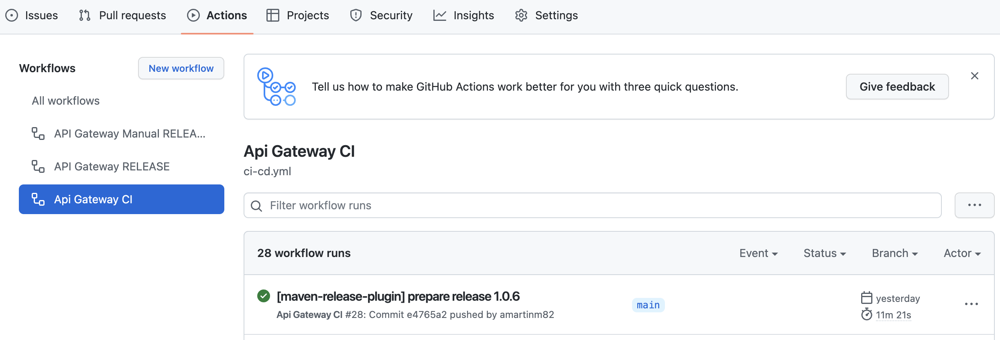 Issues Pull requests Actions Projects Security Insights Settings
Workflows New workflow
All workflows
API Gateway Manual RELEA...
API Gateway RELEASE
Api Gateway CI
Tell us how to make GitHub Actions work better for you with three quick questions. Give feedback
Api Gateway CI
ci-cd.yml
Filter workflow runs
28 workflow runs Event Status Branch Actor
[maven-release-plugin] prepare release 1.0.6
Api Gateway CI #28: Commit e4765a2 pushed by amartinm82
main
yesterday
11m 21s